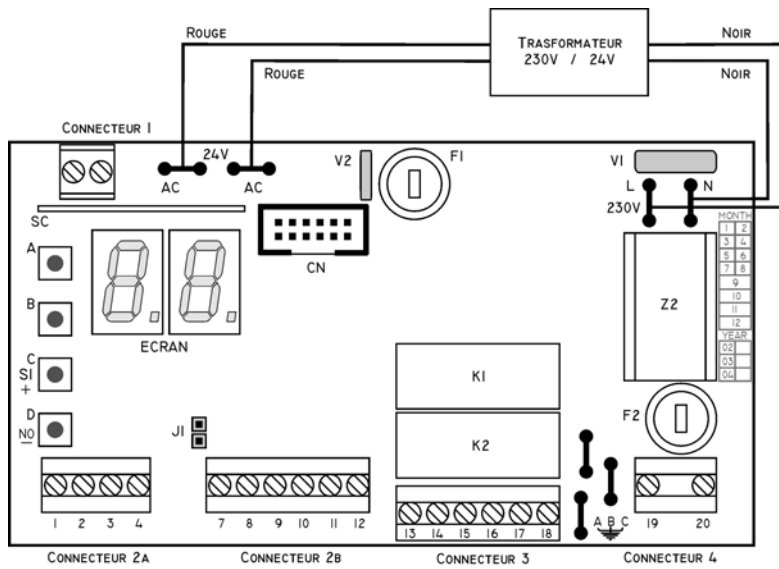 ROUGE
ROUGE
TRASFORMATEUR
230V / 24V
NOIR
NOIR
CONNECTEUR 1
24V
AC
AC
V2
F1
V1
L
N
230V
SC
CN
MONTH
1 2
3 4
5 6
7 8
9
10
11
12
YEAR
02
03
04
A
B
C
S1
+
D
NO
_
ECRAN
Z2
K1
K2
F2
J1
1 2 3 4
7 8 9 10 11 12
13 14 15 16 17 18
A B C
19 20
CONNECTEUR 2A
CONNECTEUR 2B
CONNECTEUR 3
CONNECTEUR 4